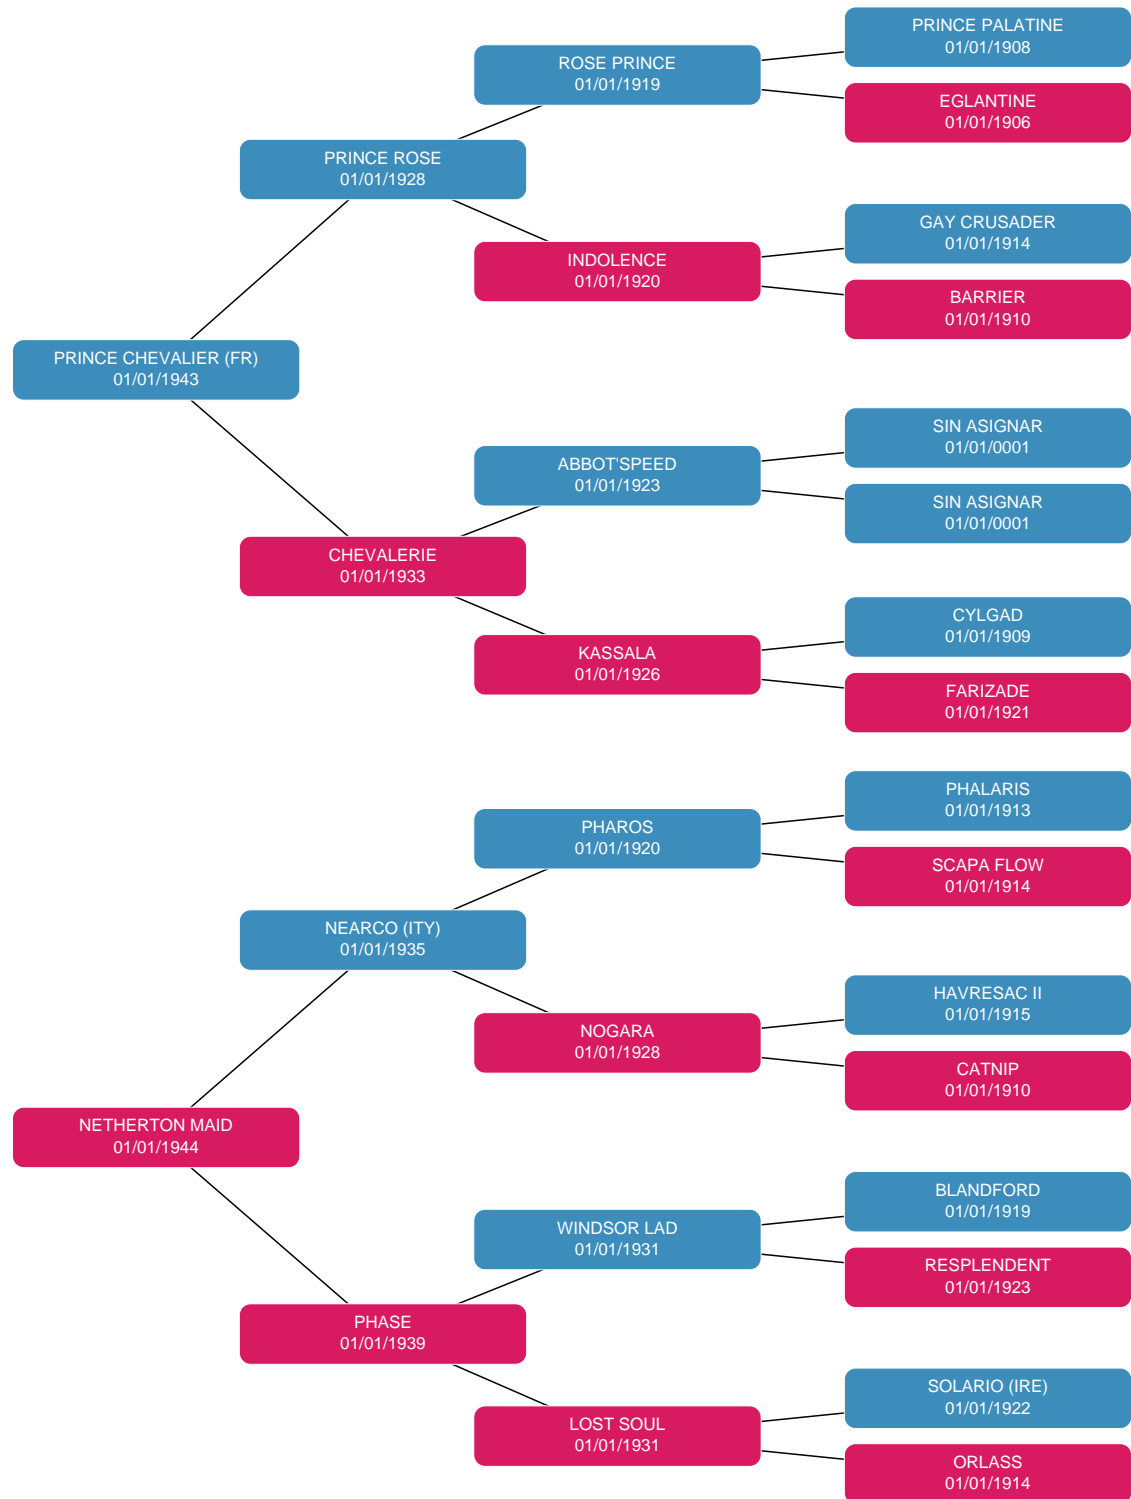 PRINCE PALATINE
01/01/1908
ROSE PRINCE
01/01/1919
EGLANTINE
01/01/1906
PRINCE ROSE
01/01/1928
GAY CRUSADER
01/01/1914
INDOLENCE
01/01/1920
BARRIER
01/01/1910
PRINCE CHEVALIER (FR)
01/01/1943
SIN ASIGNAR
01/01/0001
ABBOT'SPEED
01/01/1923
SIN ASIGNAR
01/01/0001
CHEVALERIE
01/01/1933
CYLGAD
01/01/1909
KASSALA
01/01/1926
FARIZADE
01/01/1921
PHALARIS
01/01/1913
PHAROS
01/01/1920
SCAPA FLOW
01/01/1914
NEARCO (ITY)
01/01/1935
HAVRESAC II
01/01/1915
NOGARA
01/01/1928
CATNIP
01/01/1910
NETHERTON MAID
01/01/1944
BLANDFORD
01/01/1919
WINDSOR LAD
01/01/1931
RESPLENDENT
01/01/1923
PHASE
01/01/1939
SOLARIO (IRE)
01/01/1922
LOST SOUL
01/01/1931
ORLASS
01/01/1914